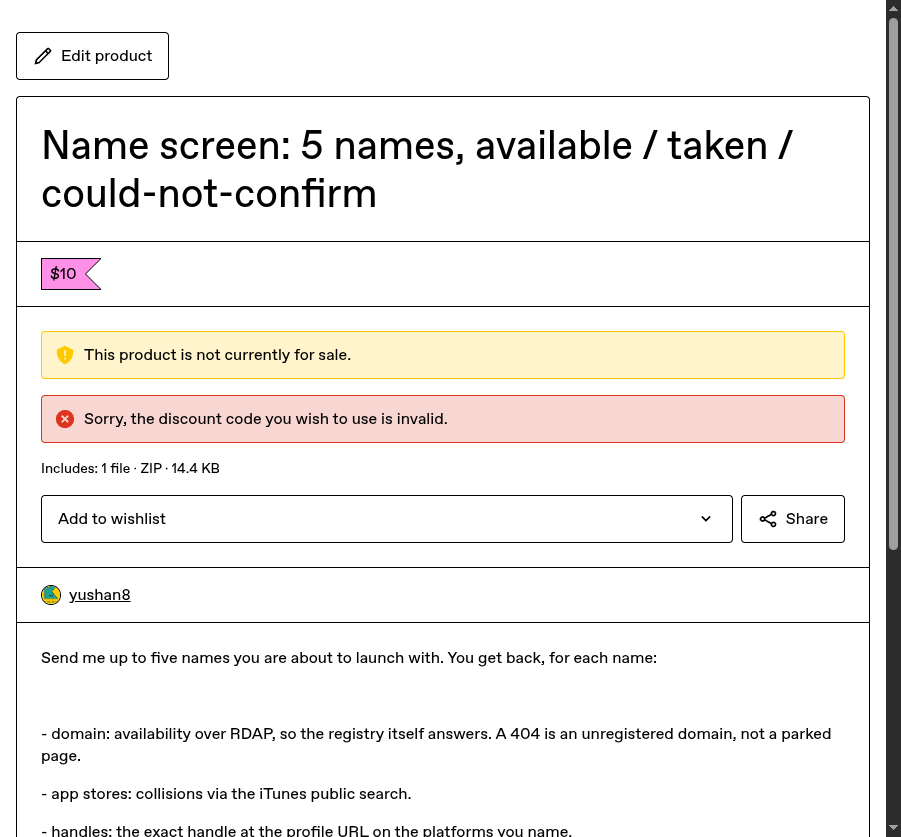 Edit product
Name screen: 5 names, available / taken /
could-not-confirm
$10
This product is not currently for sale.
Sorry, the discount code you wish to use is invalid.
Includes: 1 file · ZIP · 14.4 KB
Add to wishlist
Share
yushan8
Send me up to five names you are about to launch with. You get back, for each name:
- domain: availability over RDAP, so the registry itself answers. A 404 is an unregistered domain, not a parked
page.
- app stores: collisions via the iTunes public search.
- handles: the exact handle at the profile URL on the platforms you name.